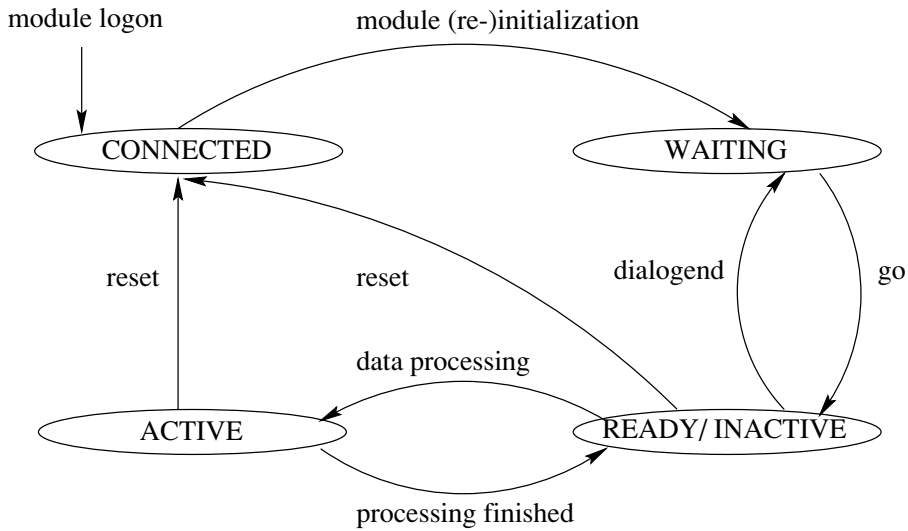 module logon
module (re-)initialization
CONNECTED
WAITING
reset
reset
dialogend
go
data processing
ACTIVE
READY/ INACTIVE
processing finished